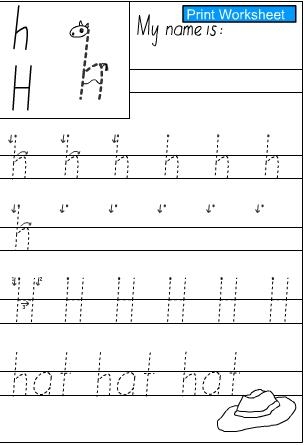 Print Worksheet
h h My name is:
H
h h h h h h
h
H H H H H H
hat hat hat